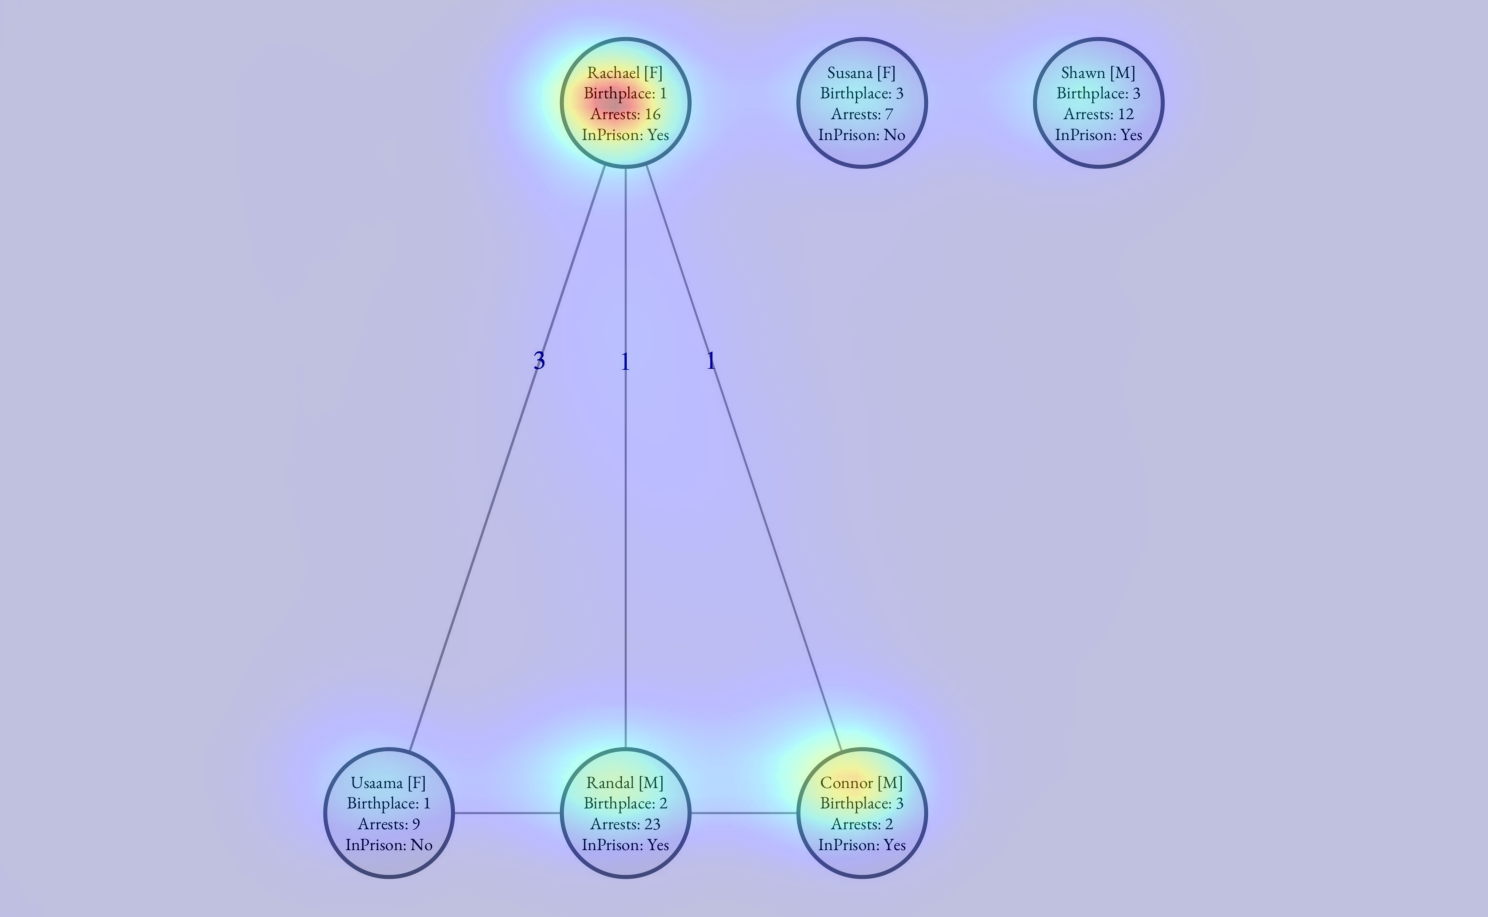 Rachael [F]
Birthplace: 1
Arrests: 16
InPrison: Yes
Susana [F]
Birthplace: 3
Arrests: 7
InPrison: No
Shawn [M]
Birthplace: 3
Arrests: 12
InPrison: Yes
3
1
1
Usaama [F]
Birthplace: 1
Arrests: 9
InPrison: No
Randal [M]
Birthplace: 2
Arrests: 23
InPrison: Yes
Connor [M]
Birthplace: 3
Arrests: 2
InPrison: Yes